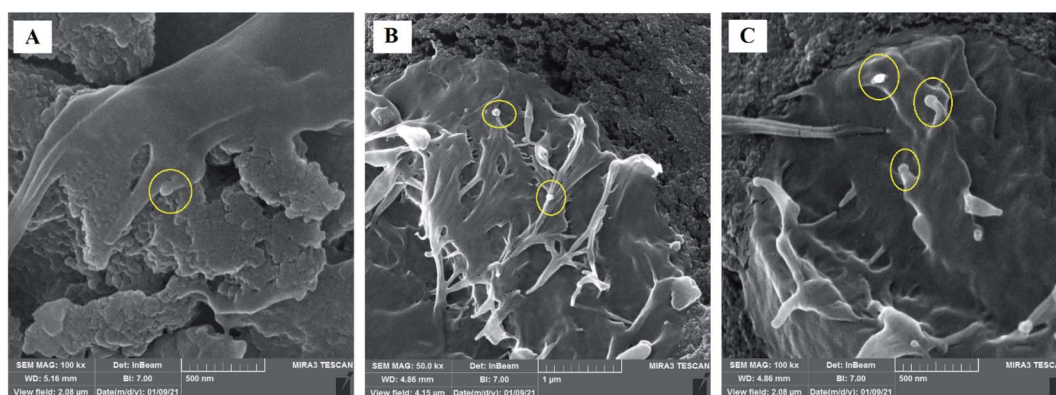 A
B
C
SEM MAG: 100 kx
Det: InBeam
MIRA3 TESCAN
WD: 5.16 mm
BI: 7.00
500 nm
View field: 2.08 µm
Date(m/d/y): 01/09/21
SEM MAG: 50.0 kx
Det: InBeam
MIRA3 TESCAN
WD: 4.86 mm
BI: 7.00
1 µm
View field: 4.15 µm
Date(m/d/y): 01/09/21
SEM MAG: 100 kx
Det: InBeam
MIRA3 TESCAN
WD: 4.86 mm
BI: 7.00
500 nm
View field: 2.08 µm
Date(m/d/y): 01/09/21